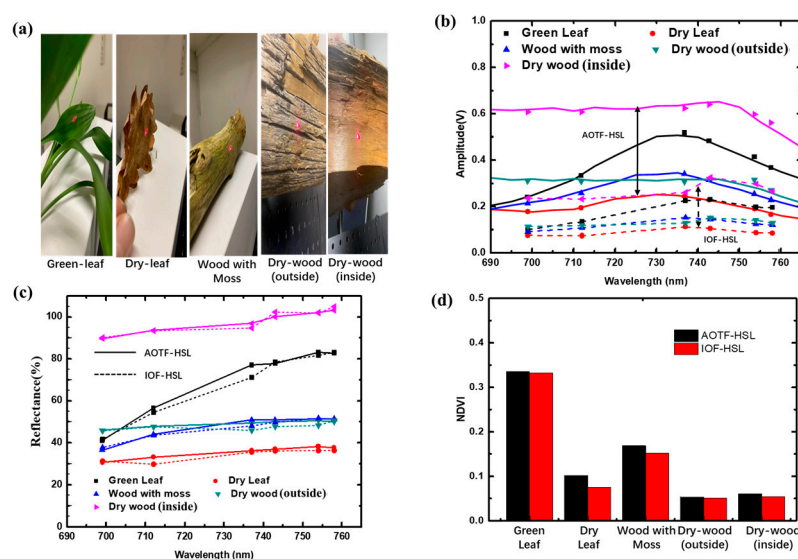 (a)
Green-leaf
Dry-leaf
Wood with
Moss
Dry-wood
(outside)
Dry-wood
(inside)
(b)
Green Leaf
Dry Leaf
Wood with moss
Dry wood (outside)
Dry wood (inside)
AOTF-HSL
IOF-HSL
Amplitude(V)
1.0
0.8
0.6
0.4
0.2
0.0
690 700 710 720 730 740 750 760
Wavelength (nm)
(c)
AOTF-HSL
IOF-HSL
Green Leaf
Dry Leaf
Wood with moss
Dry wood (outside)
Dry wood (inside)
Reflectance(%)
100
80
60
40
20
0
690 700 710 720 730 740 750 760
Wavelength (nm)
(d)
AOTF-HSL
IOF-HSL
NDVI
0.5
0.4
0.3
0.2
0.1
0.0
Green
Leaf
Dry
Leaf
Wood with
Moss
Dry-wood
(outside)
Dry-wood
(inside)